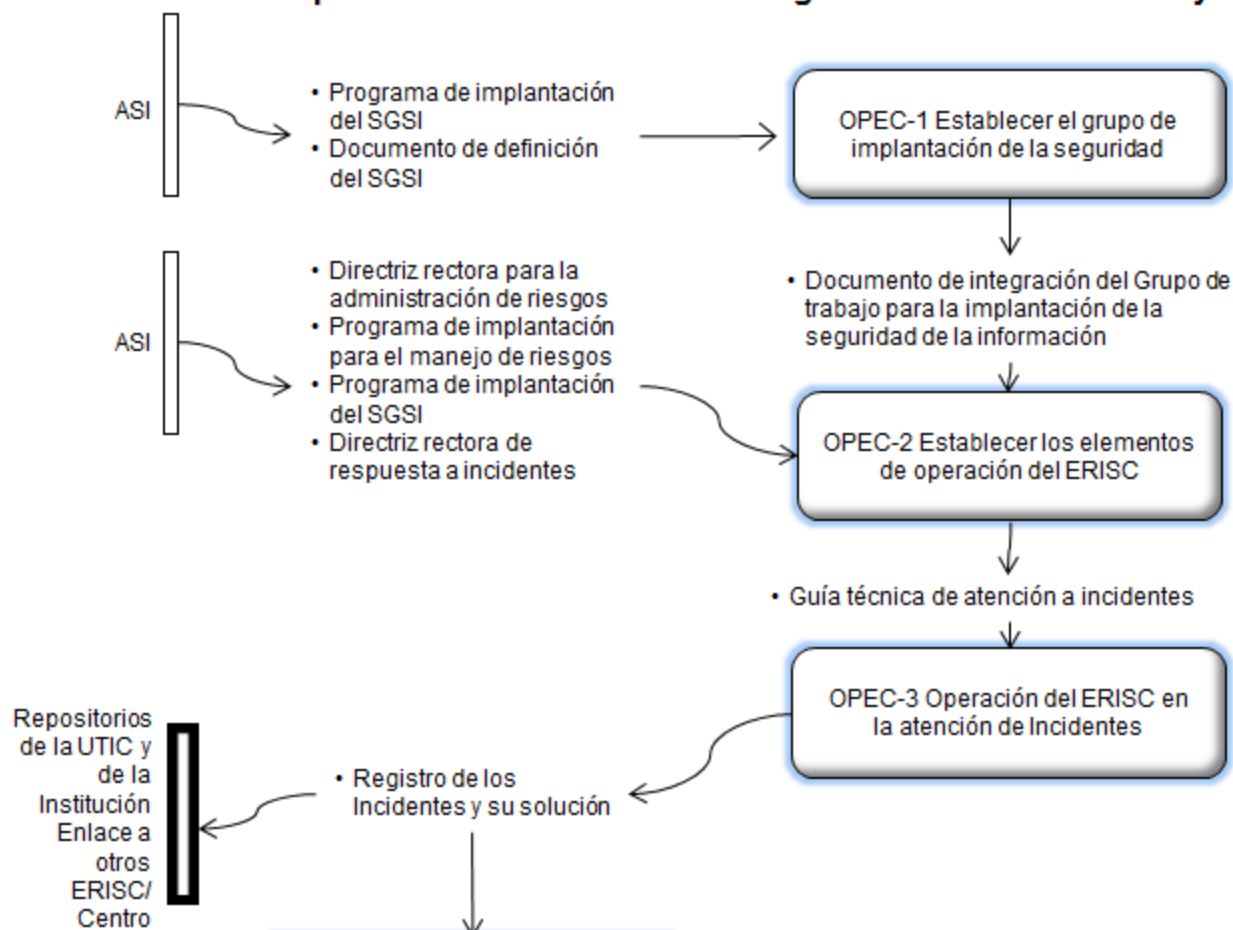 ASI
• Programa de implantación
del SGSI
• Documento de definición
del SGSI
OPEC-1 Establecer el grupo de
implantación de la seguridad
ASI
• Directriz rectora para la
administración de riesgos
• Programa de implantación
para el manejo de riesgos
• Programa de implantación
del SGSI
• Directriz rectora de
respuesta a incidentes
• Documento de integración del Grupo de
trabajo para la implantación de la
seguridad de la información
OPEC-2 Establecer los elementos
de operación del ERISC
• Guía técnica de atención a incidentes
OPEC-3 Operación del ERISC en
la atención de Incidentes
Repositorios
de la UTIC y
de la
Institución
Enlace a
otros
ERISC/
Centro
• Registro de los
Incidentes y su solución